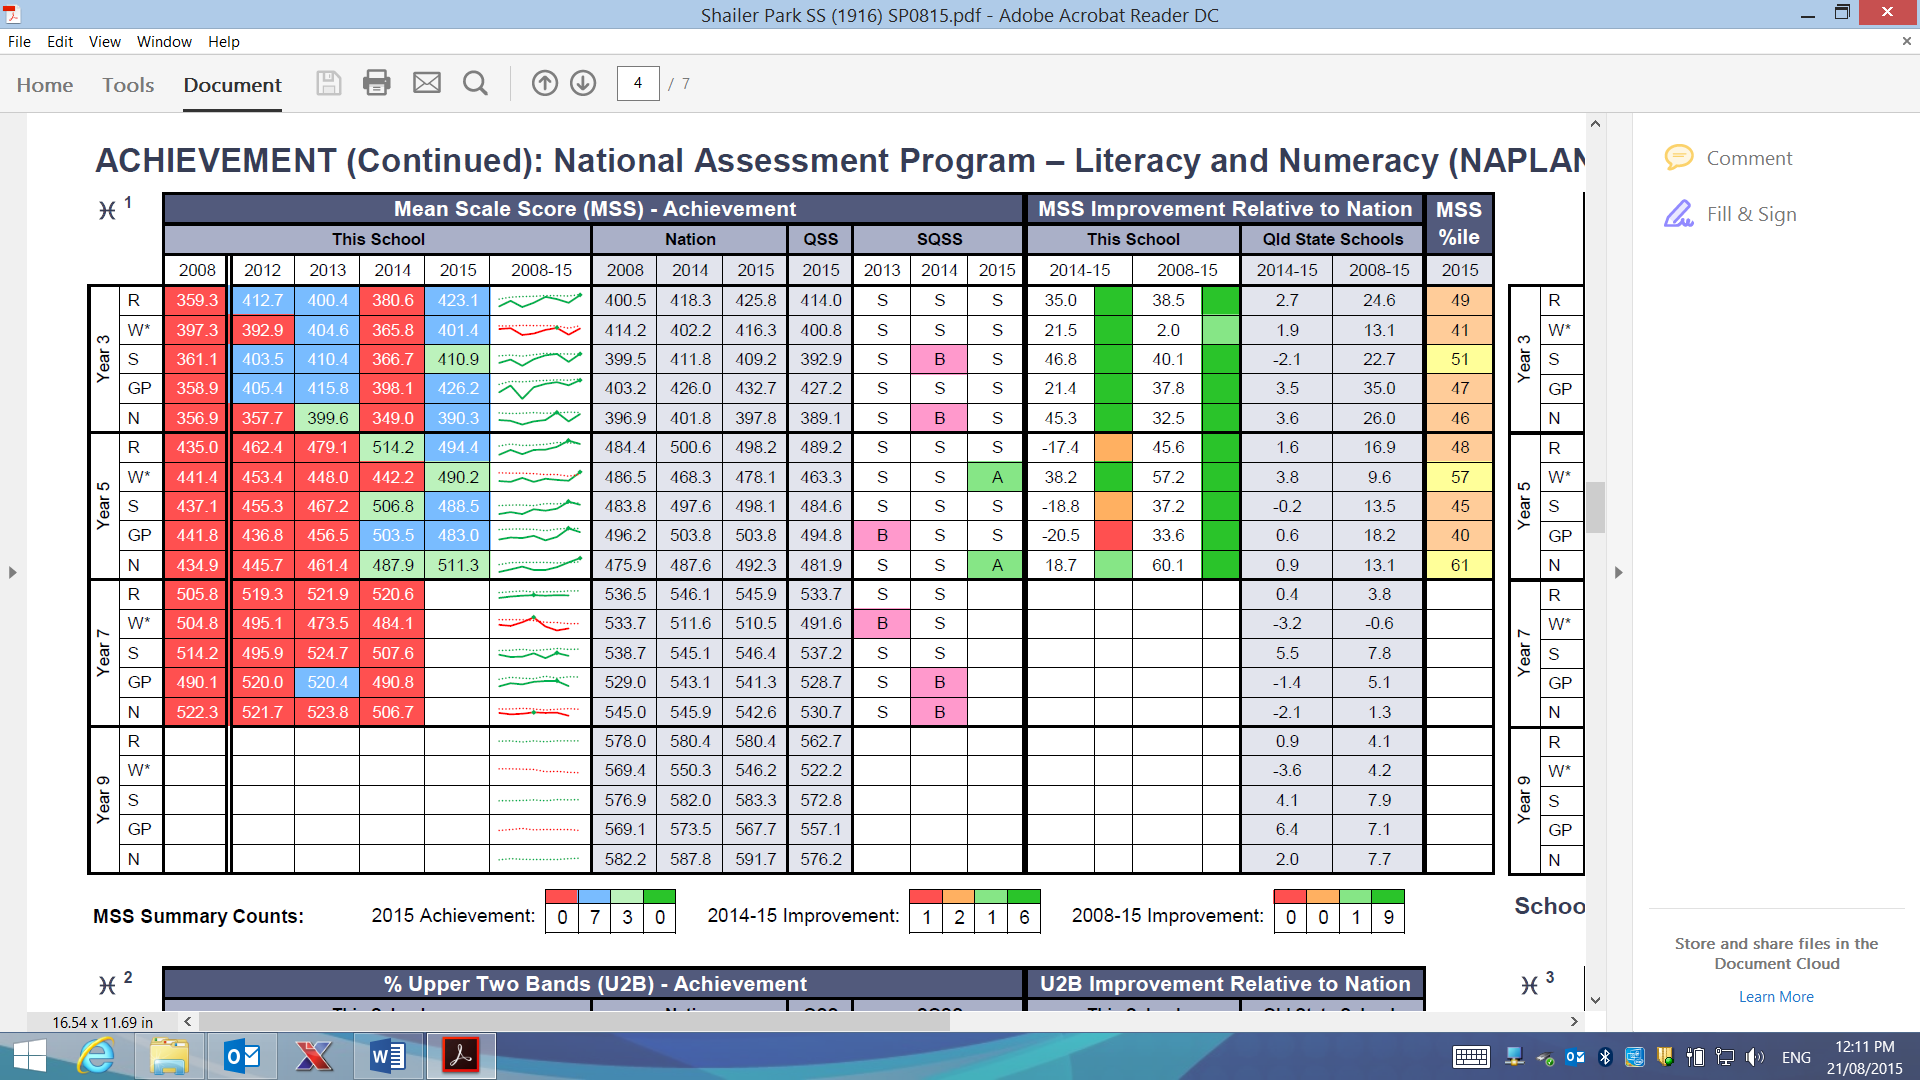 Shailer Park SS (1916) SP0815.pdf - Adobe Acrobat Reader DC
File Edit View Window Help
Home Tools Document 4 / 7
ACHIEVEMENT (Continued): National Assessment Program – Literacy and Numeracy (NAPLAN
1 Mean Scale Score (MSS) - Achievement MSS Improvement Relative to Nation MSS %ile
This School Nation QSS SQSS This School Qld State Schools
2008 2012 2013 2014 2015 2008-15 2008 2014 2015 2015 2013 2014 2015 2014-15 2008-15 2014-15 2008-15 2015
Year 3
R 359.3 412.7 400.4 380.6 423.1 400.5 418.3 425.8 414.0 S S S 35.0 38.5 2.7 24.6 49
W* 397.3 392.9 404.6 365.8 401.4 414.2 402.2 416.3 400.8 S S S 21.5 2.0 1.9 13.1 41
S 361.1 403.5 410.4 366.7 410.9 399.5 411.8 409.2 392.9 S B S 46.8 40.1 -2.1 22.7 51
GP 358.9 405.4 415.8 398.1 426.2 403.2 426.0 432.7 427.2 S S S 21.4 37.8 3.5 35.0 47
N 356.9 357.7 399.6 349.0 390.3 396.9 401.8 397.8 389.1 S B S 45.3 32.5 3.6 26.0 46
Year 5
R 435.0 462.4 479.1 514.2 494.4 484.4 500.6 498.2 489.2 S S S -17.4 45.6 1.6 16.9 48
W* 441.4 453.4 448.0 442.2 490.2 486.5 468.3 478.1 463.3 S S A 38.2 57.2 3.8 9.6 57
S 437.1 455.3 467.2 506.8 488.5 483.8 497.6 498.1 484.6 S S S -18.8 37.2 -0.2 13.5 45
GP 441.8 436.8 456.5 503.5 483.0 496.2 503.8 503.8 494.8 B S S -20.5 33.6 0.6 18.2 40
N 434.9 445.7 461.4 487.9 511.3 475.9 487.6 492.3 481.9 S S A 18.7 60.1 0.9 13.1 61
Year 7
R 505.8 519.3 521.9 520.6 536.5 546.1 545.9 533.7 S S 0.4 3.8
W* 504.8 495.1 473.5 484.1 533.7 511.6 510.5 491.6 B S -3.2 -0.6
S 514.2 495.9 524.7 507.6 538.7 545.1 546.4 537.2 S S 5.5 7.8
GP 490.1 520.0 520.4 490.8 529.0 543.1 541.3 528.7 S B -1.4 5.1
N 522.3 521.7 523.8 506.7 545.0 545.9 542.6 530.7 S B -2.1 1.3
Year 9
R 578.0 580.4 580.4 562.7 0.9 4.1
W* 569.4 550.3 546.2 522.2 -3.6 4.2
S 576.9 582.0 583.3 572.8 4.1 7.9
GP 569.1 573.5 567.7 557.1 6.4 7.1
N 582.2 587.8 591.7 576.2 2.0 7.7
Year 3
R
W*
S
GP
N
Year 5
R
W*
S
GP
N
Year 7
R
W*
S
GP
N
Year 9
R
W*
S
GP
N
MSS Summary Counts: 2015 Achievement: 0 7 3 0 2014-15 Improvement: 1 2 1 6 2008-15 Improvement: 0 0 1 9
Schoo
2 % Upper Two Bands (U2B) - Achievement U2B Improvement Relative to Nation 3
This School Nation QSS SQSS This School Qld State Schools
16.54 x 11.69 in
Comment
Fill & Sign
Store and share files in the
Document Cloud
Learn More
ENG
12:11 PM
21/08/2015